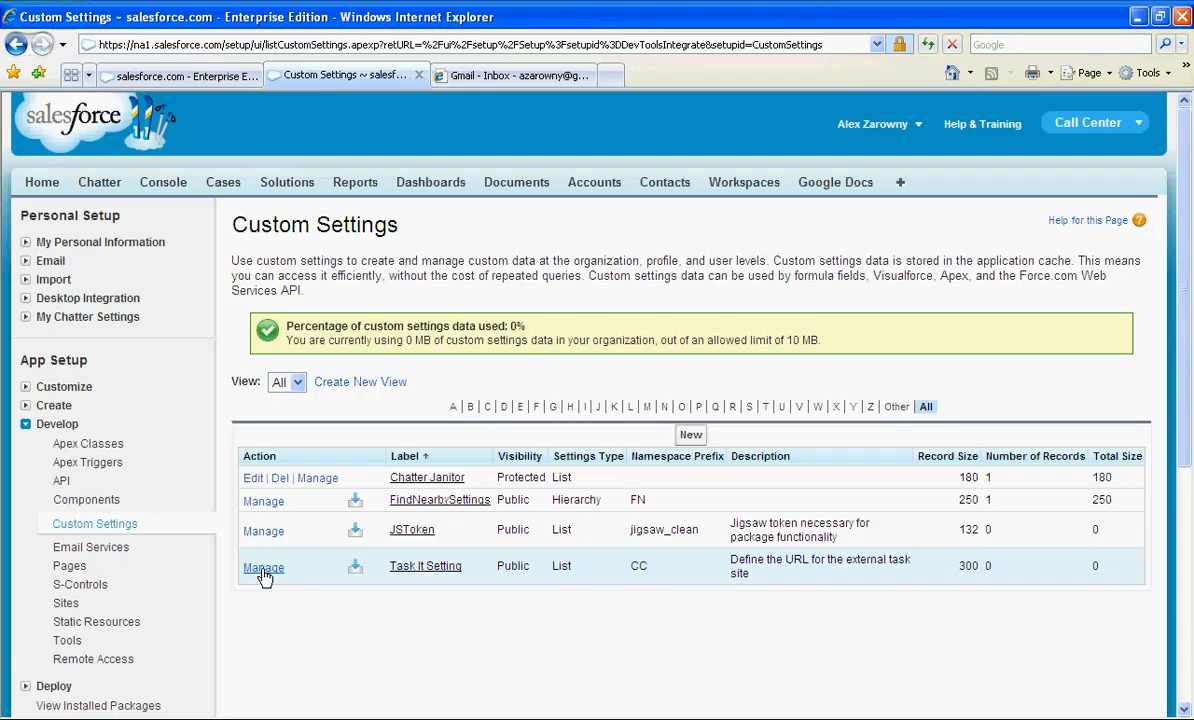 Custom Settings ~ salesforce.com - Enterprise Edition - Windows Internet Explorer
https://na1.salesforce.com/setup/ui/listCustomSettings.apexp?retURL=%2Fui%2Fsetup%2FSetup%3Fsetupid%3DDevToolsIntegrate&setupid=CustomSettings
Google
salesforce.com - Enterprise E...
Custom Settings ~ salesf...
Gmail - Inbox - azarowny@g...
Page
Tools
salesforce
Alex Zarowny
Help & Training
Call Center
Home
Chatter
Console
Cases
Solutions
Reports
Dashboards
Documents
Accounts
Contacts
Workspaces
Google Docs
Personal Setup
My Personal Information
Email
Import
Desktop Integration
My Chatter Settings
App Setup
Customize
Create
Develop
Apex Classes
Apex Triggers
API
Components
Custom Settings
Email Services
Pages
S-Controls
Sites
Static Resources
Tools
Remote Access
Deploy
View Installed Packages
Custom Settings
Help for this Page
Use custom settings to create and manage custom data at the organization, profile, and user levels. Custom settings data is stored in the application cache. This means
you can access it efficiently, without the cost of repeated queries. Custom settings data can be used by formula fields, Visualforce, Apex, and the Force.com Web
Services API.
Percentage of custom settings data used: 0%
You are currently using 0 MB of custom settings data in your organization, out of an allowed limit of 10 MB.
View: All Create New View
A | B | C | D | E | F | G | H | I | J | K | L | M | N | O | P | Q | R | S | T | U | V | W | X | Y | Z | Other All
New
Action Label Visibility Settings Type Namespace Prefix Description Record Size Number of Records Total Size
Edit | Del | Manage Chatter Janitor Protected List 180 1 180
Manage FindNearbySettings Public Hierarchy FN 250 1 250
Manage JSToken Public List jigsaw_clean Jigsaw token necessary for 132 0 0
package functionality
Manage Task It Setting Public List CC Define the URL for the external task 300 0 0
site